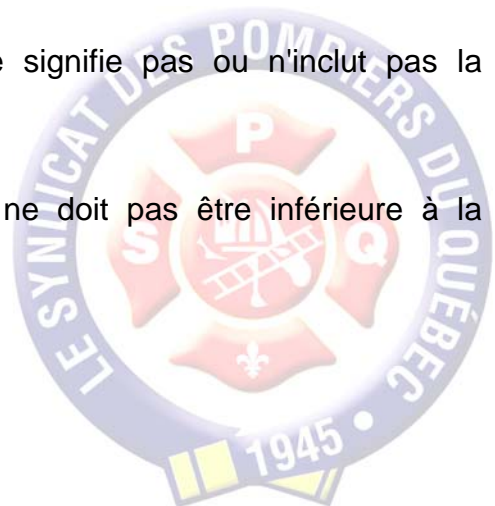 e signifie pas ou n'inclut pas la
ne doit pas être inférieure à la
LE SYNDICAT DES POMPIERS DU QUÉBEC
P
S
Q
1945